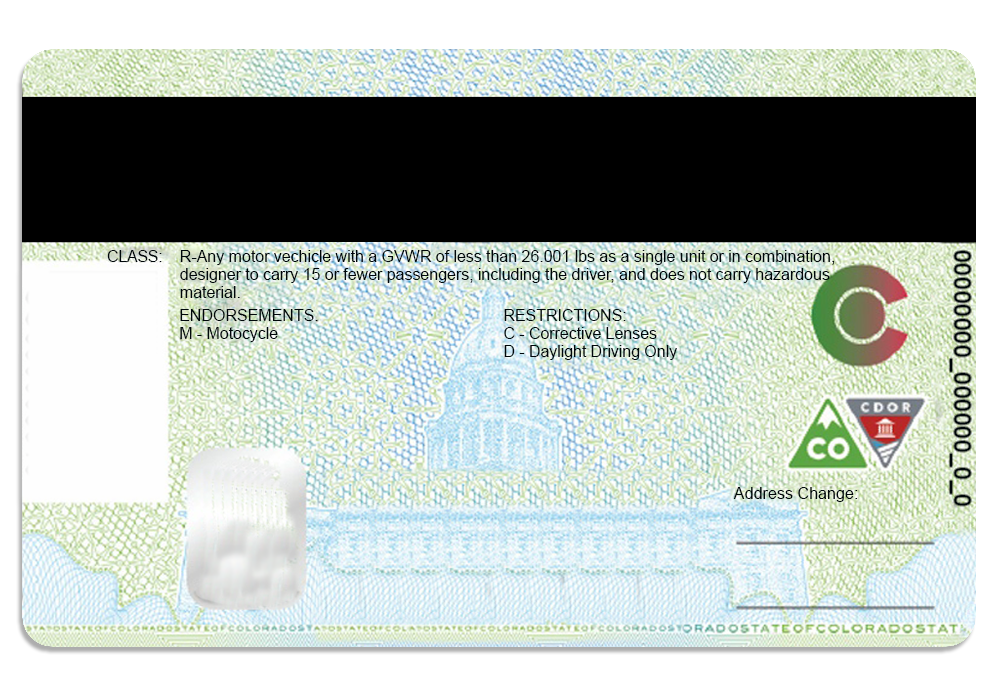 CLASS: R-Any motor vechicle with a GVWR of less than 26.001 lbs as a single unit or in combination,
designer to carry 15 or fewer passengers, including the driver, and does not carry hazardous
material.
ENDORSEMENTS. RESTRICTIONS:
M - Motocycle C - Corrective Lenses
D - Daylight Driving Only
C
CO
CDOR
0_0_000000_00000000
Address Change:
STATEOFCOLORADOSTATEOFCOLORADOSTATEOFCOLORADOSTATEOFCOLORADOSTATEOFCOLORADOSTORADOSTATEOFCOLORADOSTAT